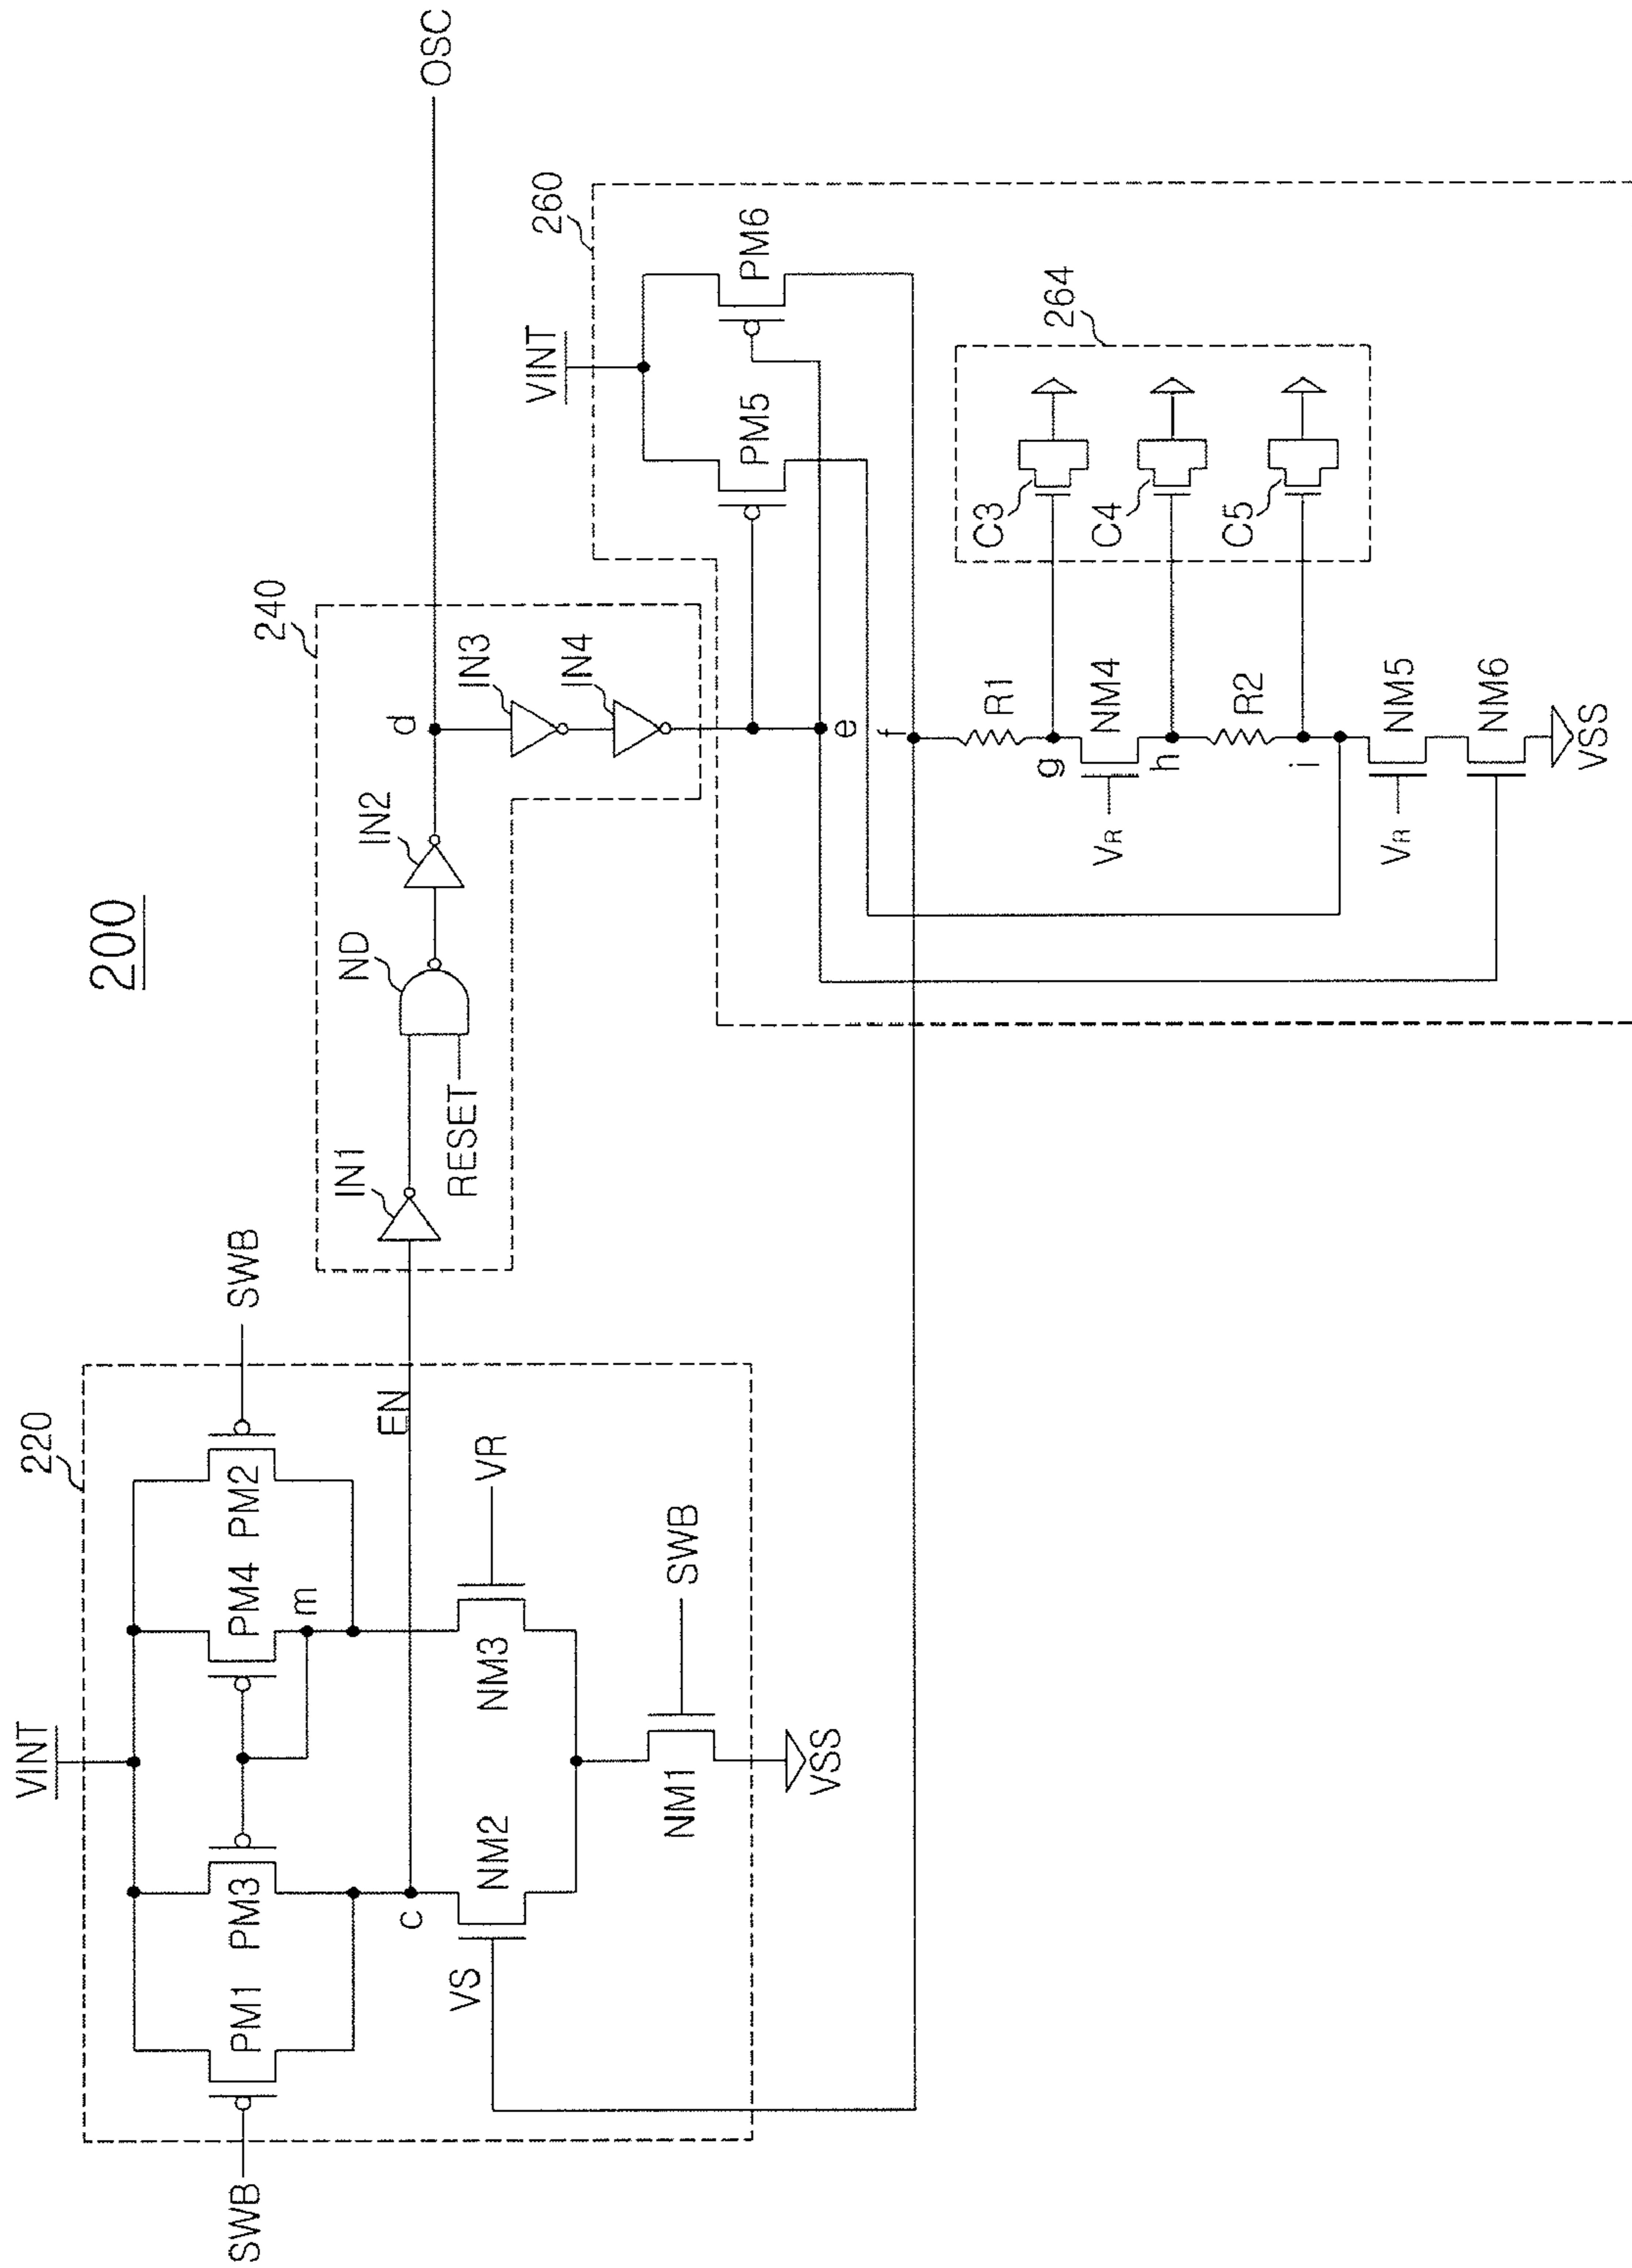 200
220
VINT
SWB
PM1
PM3
PM4
PM2
SWB
m
c
EN
VS
NM2
NM3
VR
NM1
SWB
VSS
240
IN1
RESET
ND
IN2
d
OSC
IN3
IN4
260
VINT
PM5
PM6
e
f
R1
g
VR
NM4
h
R2
i
VR
NM5
NM6
VSS
264
C3
C4
C5